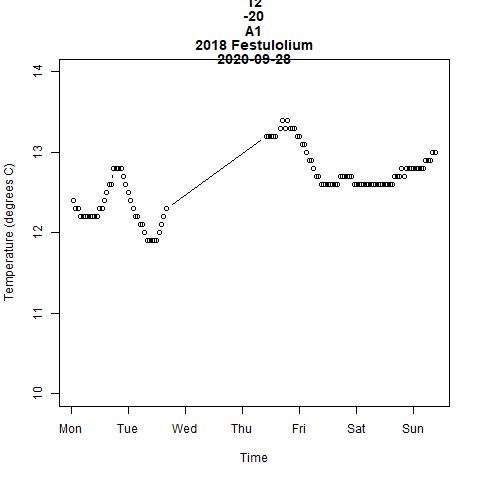 T2
-20
A1
2018 Festulolium
2020-09-28
14
13
12
11
10
Temperature (degrees C)
Mon Tue Wed Thu Fri Sat Sun
Time